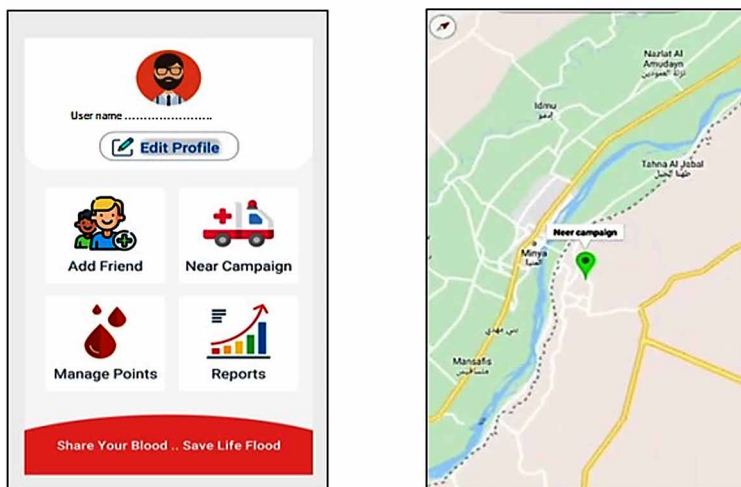 User name ........................
Edit Profile
Add Friend
Near Campaign
Manage Points
Reports
Share Your Blood .. Save Life Flood
Nazlat Al
Amudayn
نزلة العمودين
Idmu
إدمو
Tahna Al Jabal
طهنا الجبل
Neer campaign
Minya
المنيا
بني مهدي
Mansafis
منسافيس